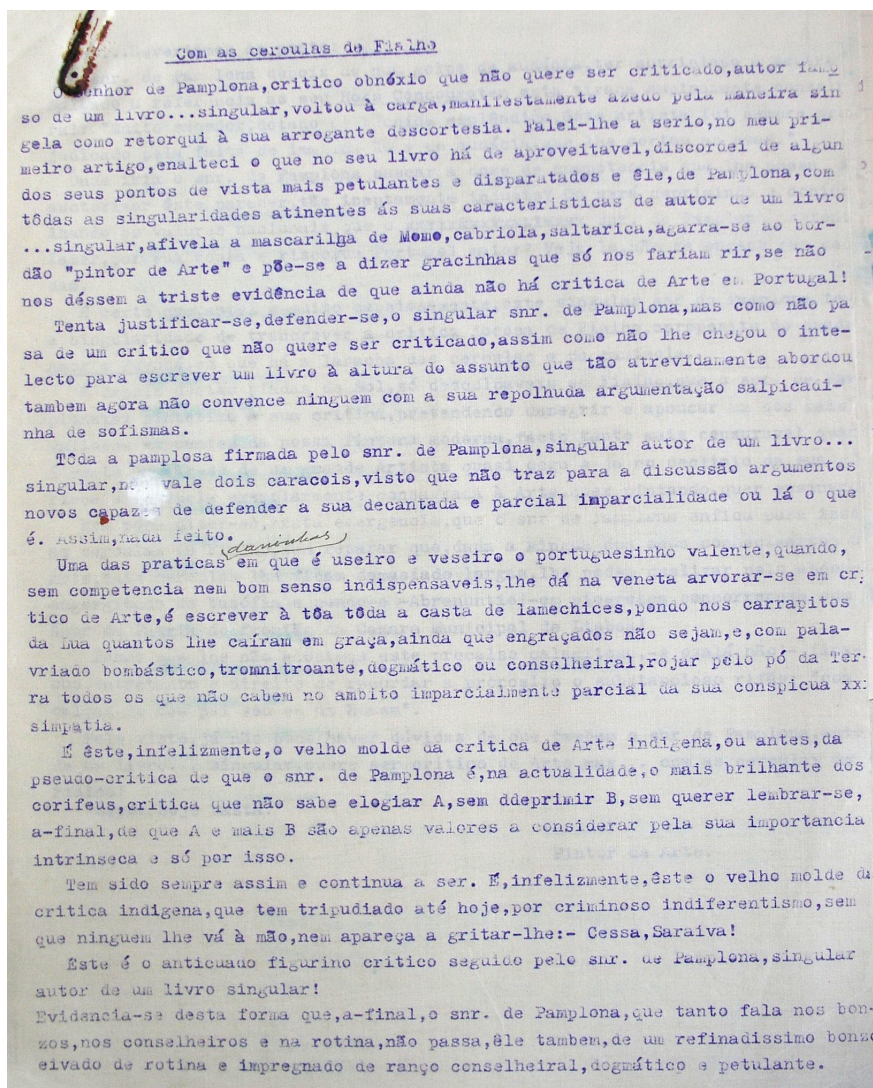 Com as ceroulas de Fialho
O Senhor de Pamplona,critico obnóxio que não quere ser criticado,autor famo
so de um livro...singular,voltou à carga,manifestamente azedo pela maneira sin
gela como retorqui à sua arrogante descortesia. Falei-lhe a serio,no meu pri-
meiro artigo,enalteci o que no seu livro há de aproveitavel,discordei de algun
dos seus pontos de vista mais petulantes e disparatados e êle,de Pamplona,com
tôdas as singularidades atinentes ás suas caracteristicas de autor de um livro
...singular,afivela a mascarilha de Momo,cabriola,saltarica,agarra-se ao bor-
dão "pintor de Arte" e põe-se a dizer gracinhas que só nos fariam rir,se não
nos déssem a triste evidência de que ainda não há critica de Arte em Portugal!
Tenta justificar-se,defender-se,o singular snr. de Pamplona,mas como não pa
sa de um critico que não quere ser criticado,assim como não lhe chegou o inte-
lecto para escrever um livro à altura do assunto que tão atrevidamente abordou
tambem agora não convence ninguem com a sua repolhuda argumentação salpicadi-
nha de sofismas.
Tôda a pamplosa firmada pelo snr. de Pamplona,singular autor de um livro...
singular, vale dois caracois,visto que não traz para a discussão argumentos
novos capazes de defender a sua decantada e parcial imparcialidade ou lá o que
é. Assim,nada feito.
daninhas
Uma das praticas em que é useiro e veseiro o portuguesinho valente,quando,
sem competencia nem bom senso indispensaveis,lhe dá na veneta arvorar-se em crí
tico de Arte,é escrever à tôa tôda a casta de lamechices,pondo nos carrapitos
da Lua quantos lhe caíram em graça,ainda que engraçados não sejam,e,com pala-
vriado bombástico,tromnitroante,dogmático ou conselheiral,rojar pelo pó da Ter-
ra todos os que não cabem no ambito imparcialmente parcial da sua conspicua xx
simpatia.
É êste,infelizmente,o velho molde da critica de Arte indigena,ou antes,da
pseudo-critica de que o snr. de Pamplona é,na actualidade,o mais brilhante dos
corifeus,critica que não sabe elogiar A,sem ddeprimir B,sem querer lembrar-se,
a-final,de que A e mais B são apenas valores a considerar pela sua importancia
intrinseca e só por isso.
Tem sido sempre assim e continua a ser. É,infelizmente,êste o velho molde da
critica indigena,que tem tripudiado até hoje,por criminoso indiferentismo,sem
que ninguem lhe vá à mão,nem apareça a gritar-lhe:- Cessa,Saraiva!
Êste é o anticuado figurino critico seguido pelo snr. de Pamplona,singular
autor de um livro singular!
Evidancia-se desta forma que,a-final,o snr. de Pamplona,que tanto fala nos bon-
zos,nos conselheiros e na rotina,não passa,êle tambem,de um refinadissimo bonzo
eivado de rotina e impregnado de ranço conselheiral,dogmático e petulante.